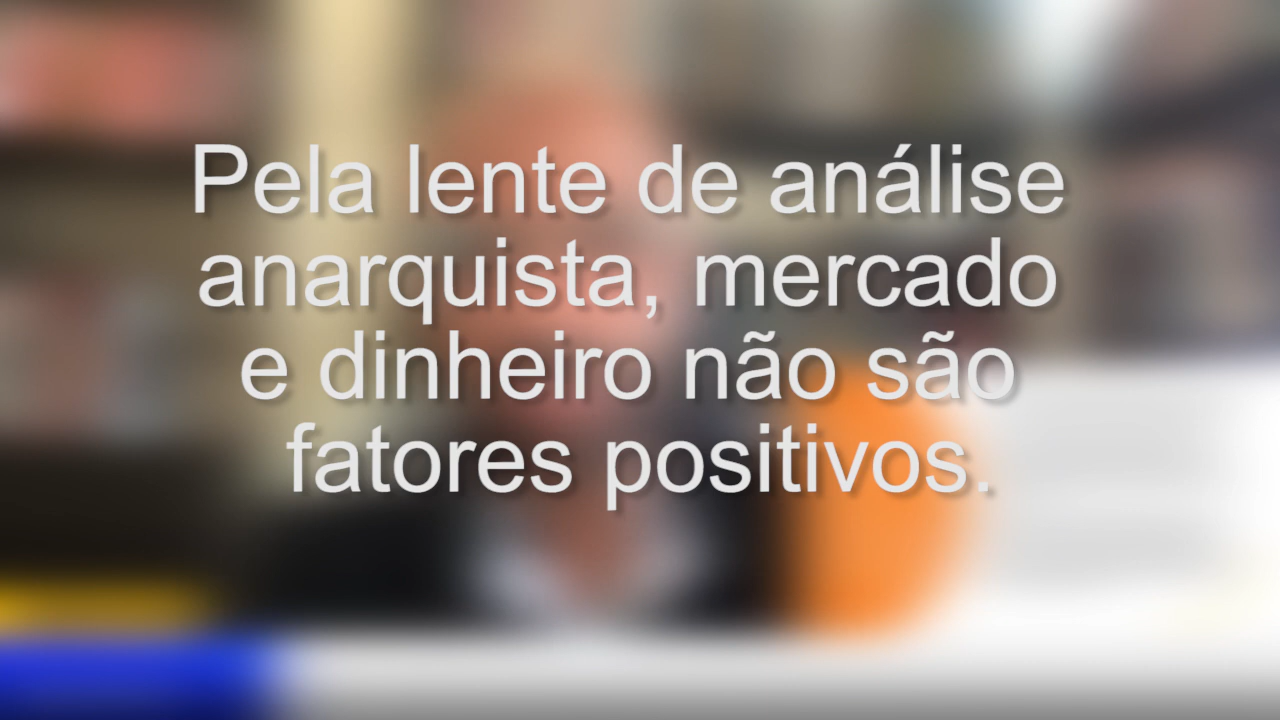 Pela lente de análise
anarquista, mercado
e dinheiro não são
fatores positivos.